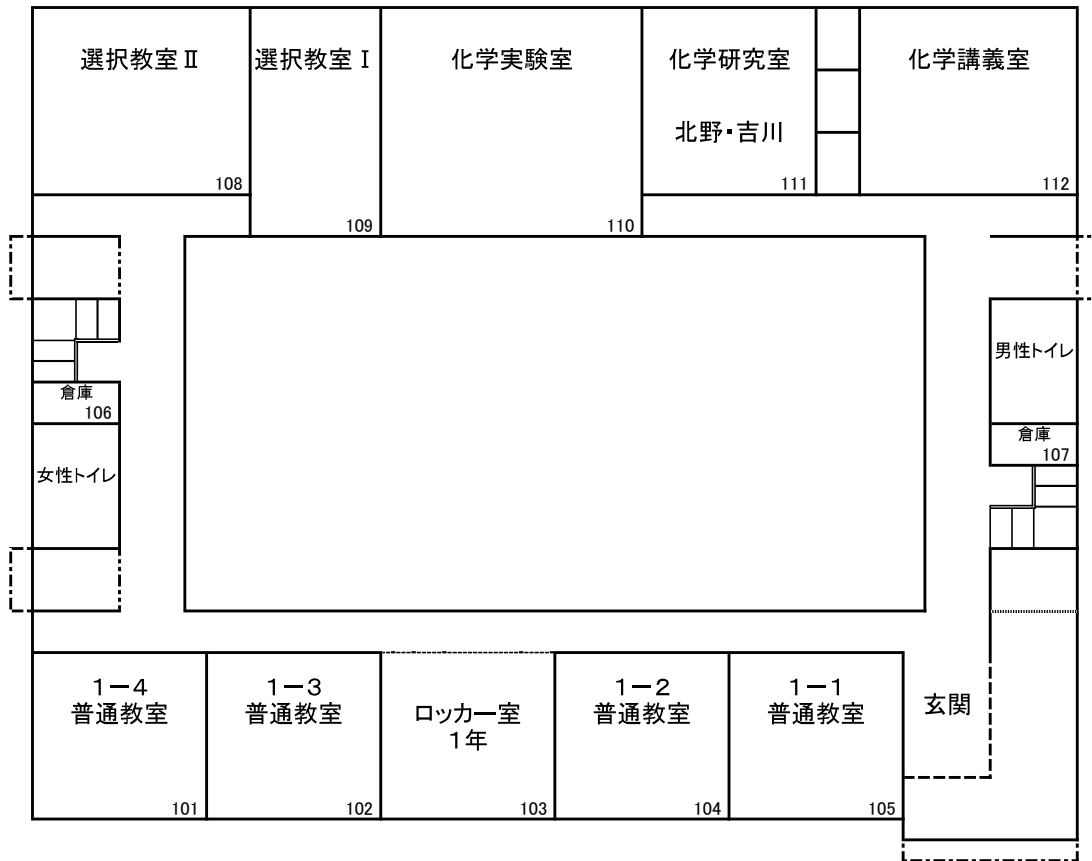 選択教室Ⅱ
108
選択教室Ⅰ
109
化学実験室
110
化学研究室
北野・吉川
111
化学講義室
112
倉庫
106
女性トイレ
男性トイレ
倉庫
107
1－4
普通教室
101
1－3
普通教室
102
ロッカー室
1年
103
1－2
普通教室
104
1－1
普通教室
105
玄関